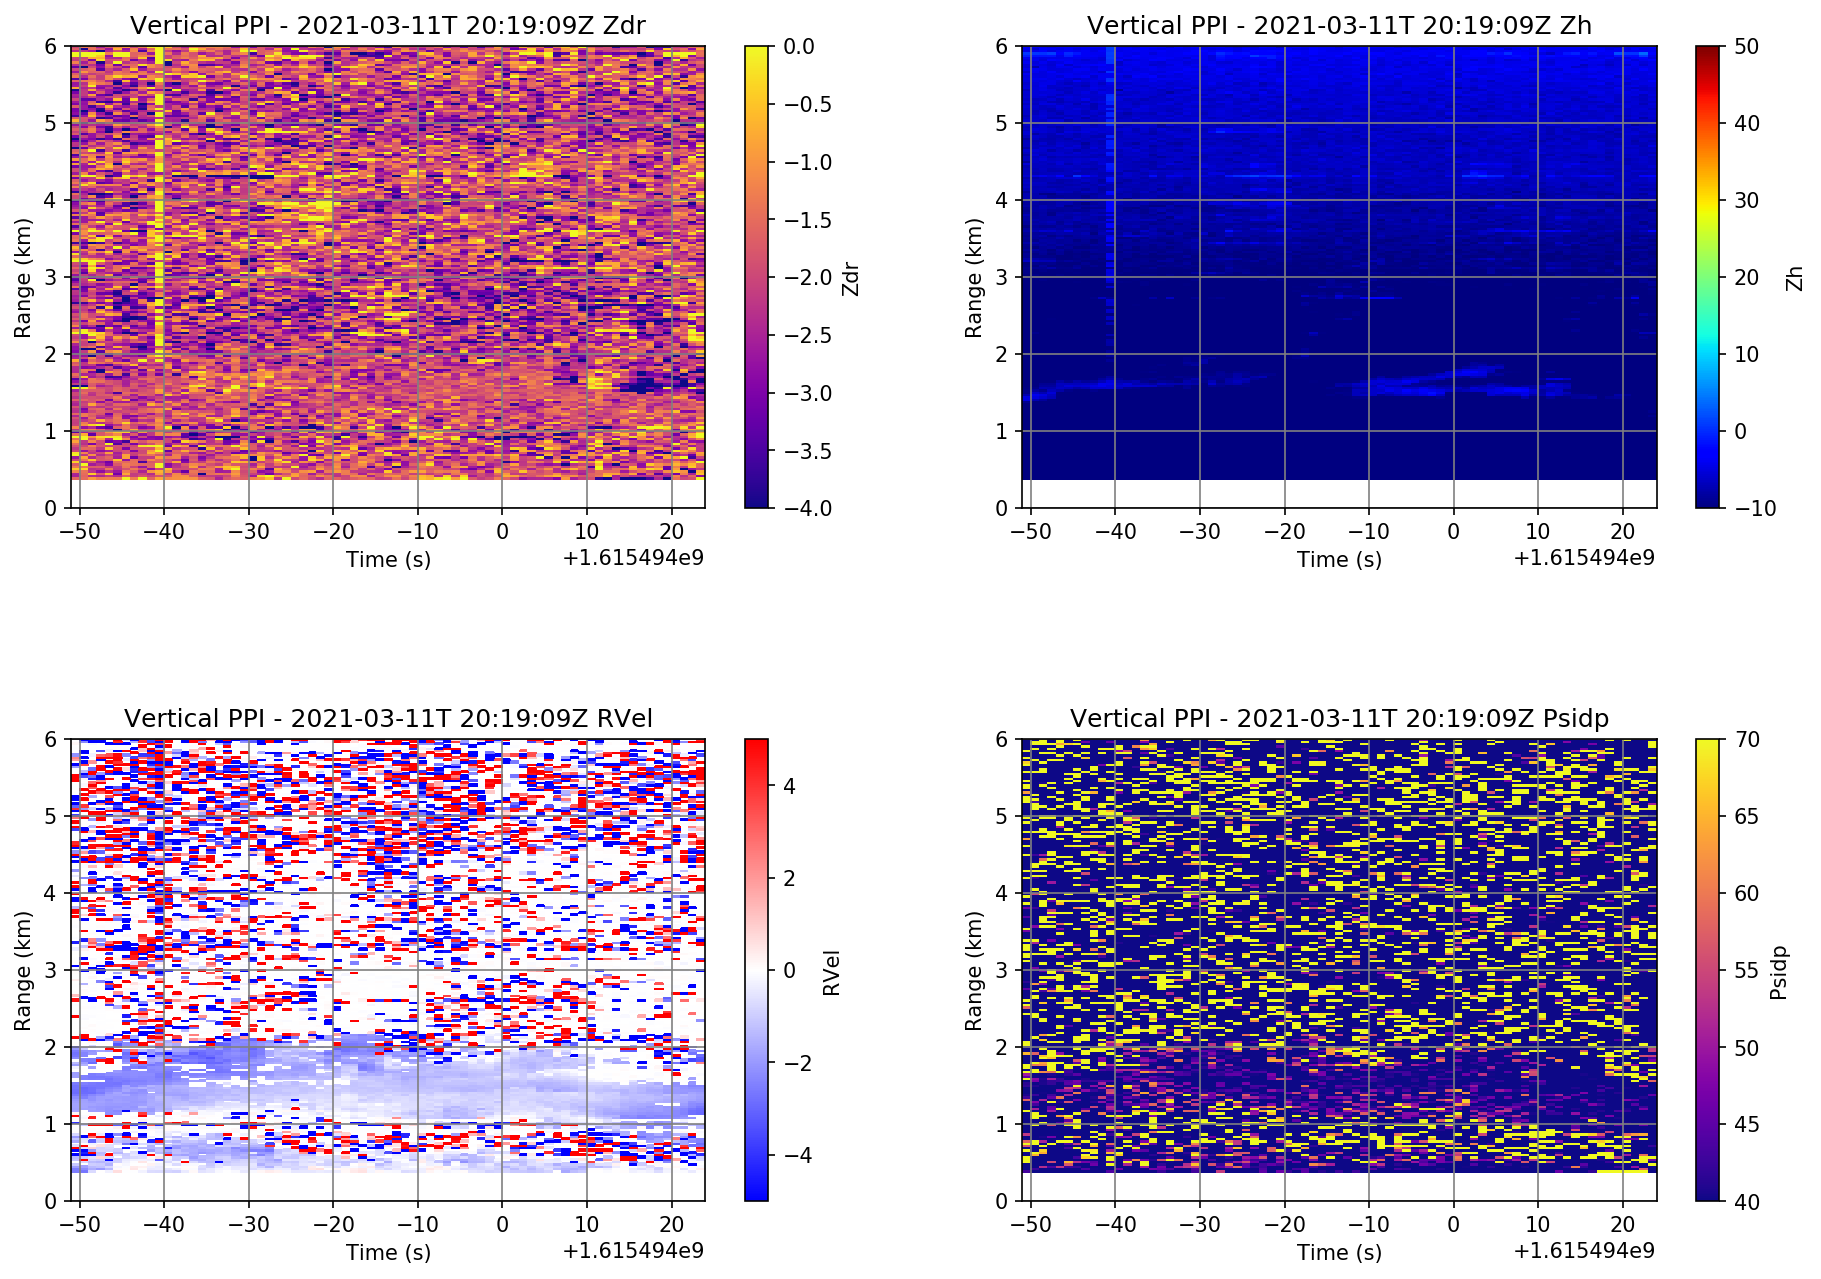 Vertical PPI - 2021-03-11T 20:19:09Z Zdr
6
5
4
3
2
1
0
Range (km)
−50 −40 −30 −20 −10 0 10 20
Time (s)
+1.615494e9
0.0
−0.5
−1.0
−1.5
−2.0
−2.5
−3.0
−3.5
−4.0
Zdr
Vertical PPI - 2021-03-11T 20:19:09Z Zh
6
5
4
3
2
1
0
Range (km)
−50 −40 −30 −20 −10 0 10 20
Time (s)
+1.615494e9
50
40
30
20
10
0
−10
Zh
Vertical PPI - 2021-03-11T 20:19:09Z RVel
6
5
4
3
2
1
0
Range (km)
−50 −40 −30 −20 −10 0 10 20
Time (s)
+1.615494e9
4
2
0
−2
−4
RVel
Vertical PPI - 2021-03-11T 20:19:09Z Psidp
6
5
4
3
2
1
0
Range (km)
−50 −40 −30 −20 −10 0 10 20
Time (s)
+1.615494e9
70
65
60
55
50
45
40
Psidp